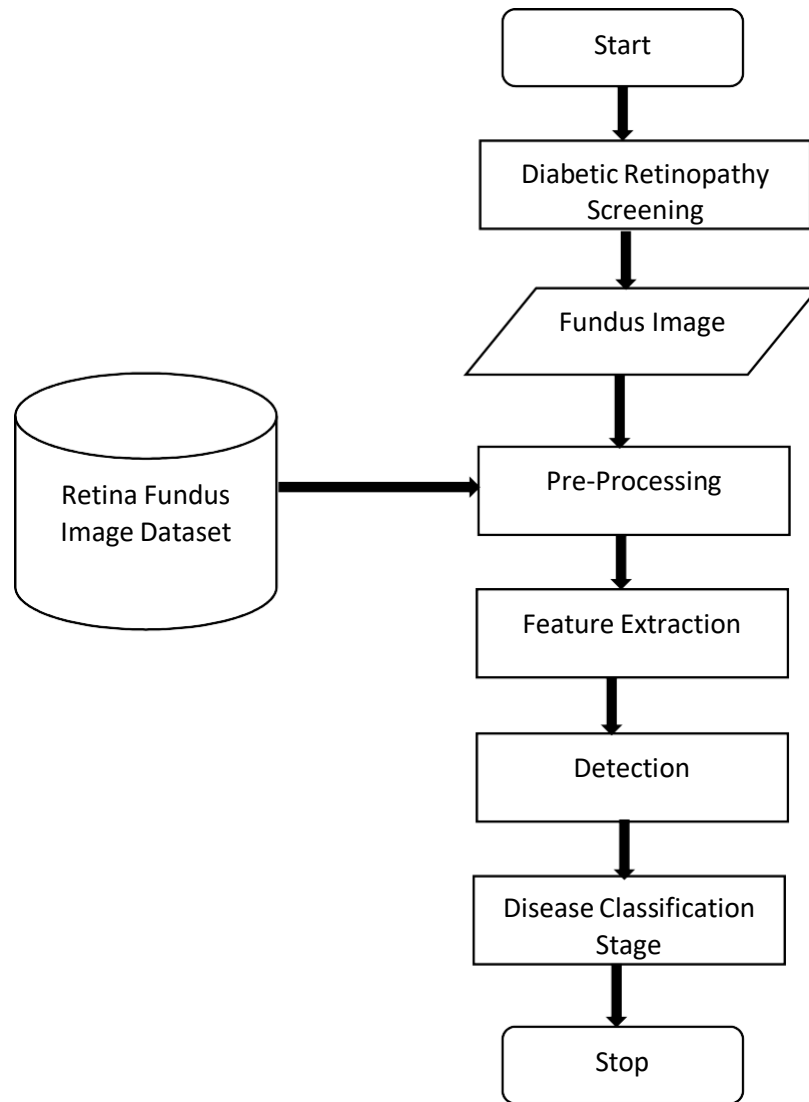 Start
Diabetic Retinopathy
Screening
Fundus Image
Retina Fundus
Image Dataset
Pre-Processing
Feature Extraction
Detection
Disease Classification
Stage
Stop